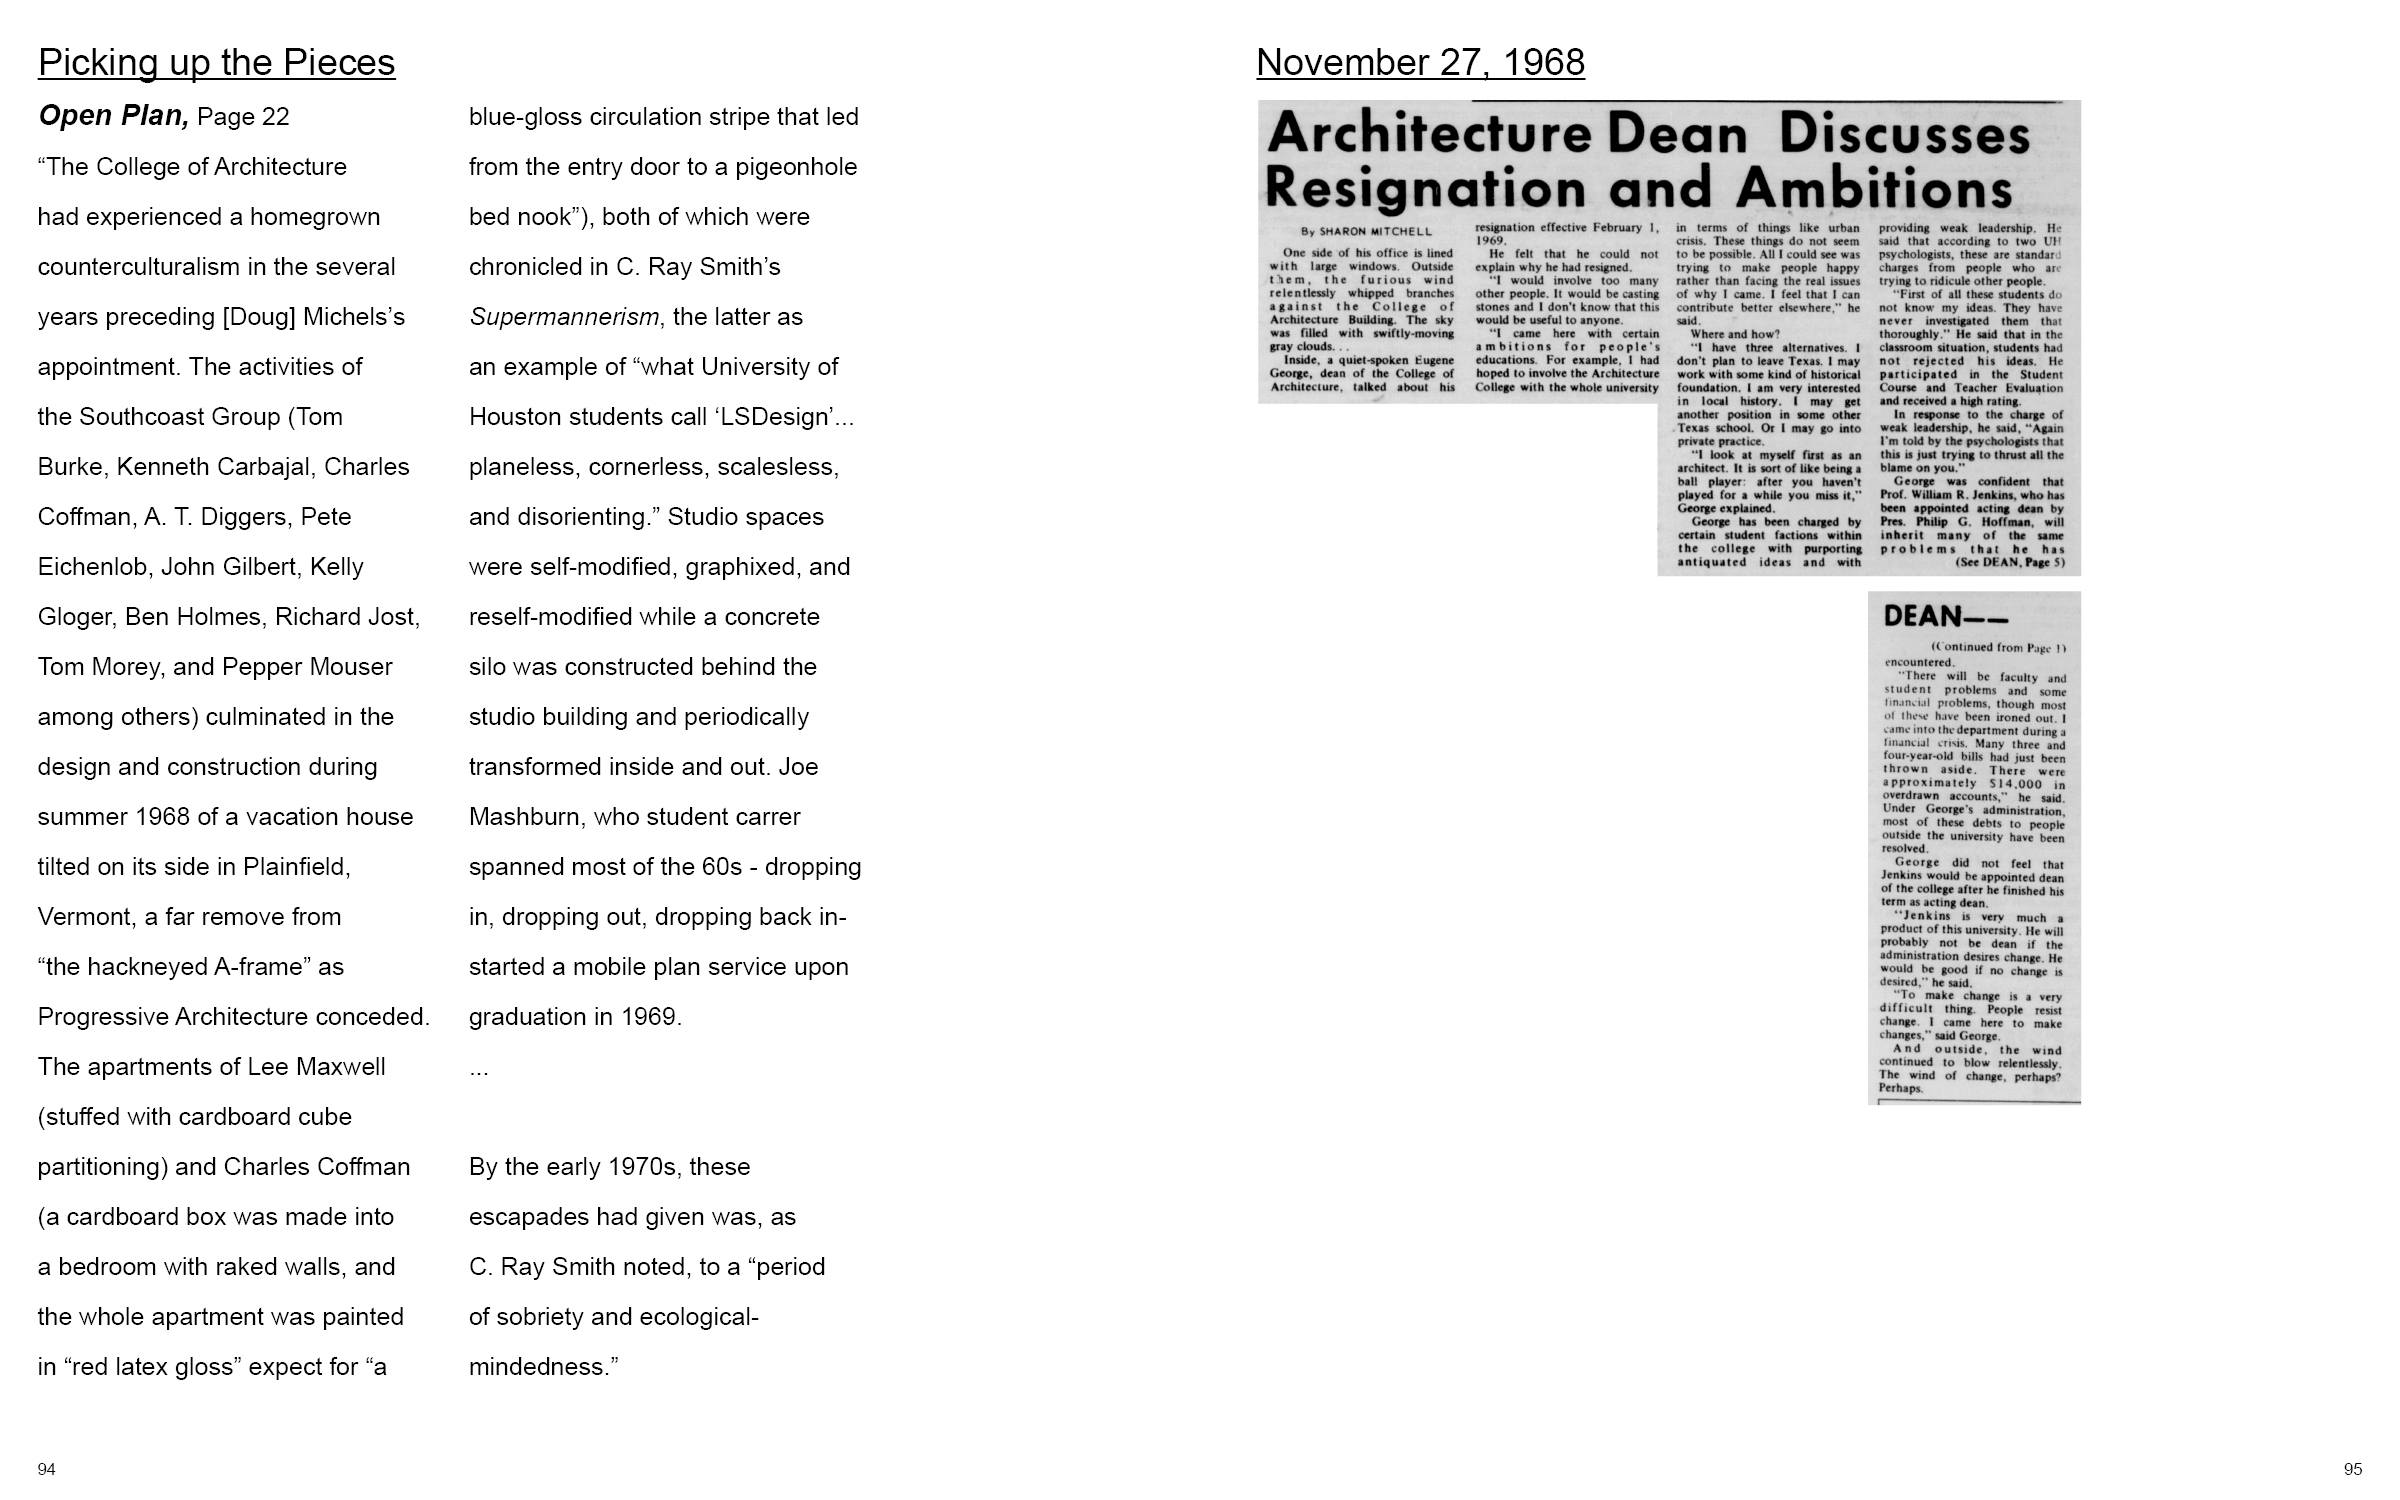 Picking up the Pieces
Open Plan, Page 22
“The College of Architecture
had experienced a homegrown
counterculturalism in the several
years preceding [Doug] Michels’s
appointment. The activities of
the Southcoast Group (Tom
Burke, Kenneth Carbajal, Charles
Coffman, A. T. Diggers, Pete
Eichenlob, John Gilbert, Kelly
Gloger, Ben Holmes, Richard Jost,
Tom Morey, and Pepper Mouser
among others) culminated in the
design and construction during
summer 1968 of a vacation house
tilted on its side in Plainfield,
Vermont, a far remove from
“the hackneyed A-frame” as
Progressive Architecture conceded.
The apartments of Lee Maxwell
(stuffed with cardboard cube
partitioning) and Charles Coffman
(a cardboard box was made into
a bedroom with raked walls, and
the whole apartment was painted
in “red latex gloss” expect for “a
blue-gloss circulation stripe that led
from the entry door to a pigeonhole
bed nook”), both of which were
chronicled in C. Ray Smith’s
Supermannerism, the latter as
an example of “what University of
Houston students call ‘LSDesign’...
planeless, cornerless, scalesless,
and disorienting.” Studio spaces
were self-modified, graphixed, and
reself-modified while a concrete
silo was constructed behind the
studio building and periodically
transformed inside and out. Joe
Mashburn, who student carrer
spanned most of the 60s - dropping
in, dropping out, dropping back in-
started a mobile plan service upon
graduation in 1969.
...
By the early 1970s, these
escapades had given was, as
C. Ray Smith noted, to a “period
of sobriety and ecological-
mindedness.”
94
November 27, 1968
Architecture Dean Discusses
Resignation and Ambitions
By SHARON MITCHELL
One side of his office is lined
with large windows. Outside
them, the furious wind
relentlessly whipped branches
against the College of
Architecture Building. The sky
was filled with swiftly-moving
gray clouds...
Inside, a quiet-spoken Eugene
George, dean of the College of
Architecture, talked about his
resignation effective February 1,
1969.
He felt that he could not
explain why he had resigned.
"I would involve too many
other people. It would be casting
stones and I don't know that this
would be useful to anyone.
"I came here with certain
ambitions for people's
educations. For example, I had
hoped to involve the Architecture
College with the whole university
in terms of things like urban
crisis. These things do not seem
to be possible. All I could see was
trying to make people happy
rather than facing the real issues
of why I came. I feel that I can
contribute better elsewhere," he
said.
Where and how?
"I have three alternatives. I
don't plan to leave Texas. I may
work with some kind of historical
foundation. I am very interested
in local history. I may get
another position in some other
Texas school. Or I may go into
private practice.
"I look at myself first as an
architect. It is sort of like being a
ball player: after you haven't
played for a while you miss it,"
George explained.
George has been charged by
certain student factions within
the college with purporting
antiquated ideas and with
providing weak leadership. He
said that according to two UH
psychologists, these are standard
charges from people who are
trying to ridicule other people.
"First of all these students do
not know my ideas. They have
never investigated them that
thoroughly." He said that in the
classroom situation, students had
not rejected his ideas. He
participated in the Student
Course and Teacher Evaluation
and received a high rating.
In response to the charge of
weak leadership, he said, "Again
I'm told by the psychologists that
this is just trying to thrust all the
blame on you."
George was confident that
Prof. William R. Jenkins, who has
been appointed acting dean by
Pres. Philip G. Hoffman, will
inherit many of the same
problems that he has
(See DEAN, Page 5)
DEAN——
(Continued from Page 1)
encountered.
"There will be faculty and
student problems and some
financial problems, though most
of these have been ironed out. I
came into the department during a
financial crisis. Many three and
four-year-old bills had just been
thrown aside. There were
approximately $14,000 in
overdrawn accounts," he said.
Under George's administration,
most of these debts to people
outside the university have been
resolved.
George did not feel that
Jenkins would be appointed dean
of the college after he finished his
term as acting dean.
"Jenkins is very much a
product of this university. He will
probably not be dean if the
administration desires change. He
would be good if no change is
desired," he said.
"To make change is a very
difficult thing. People resist
change. I came here to make
changes," said George.
And outside, the wind
continued to blow relentlessly.
The wind of change, perhaps?
Perhaps.
95